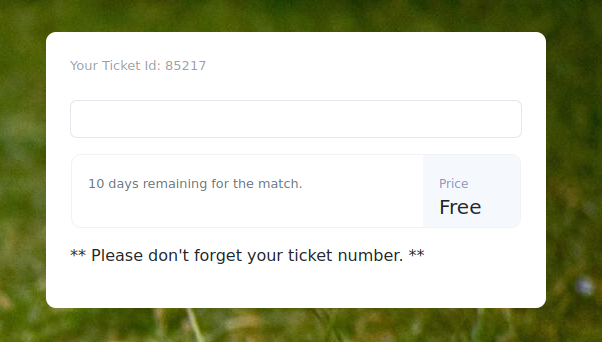 Your Ticket Id: 85217
10 days remaining for the match.
Price
Free
** Please don't forget your ticket number. **